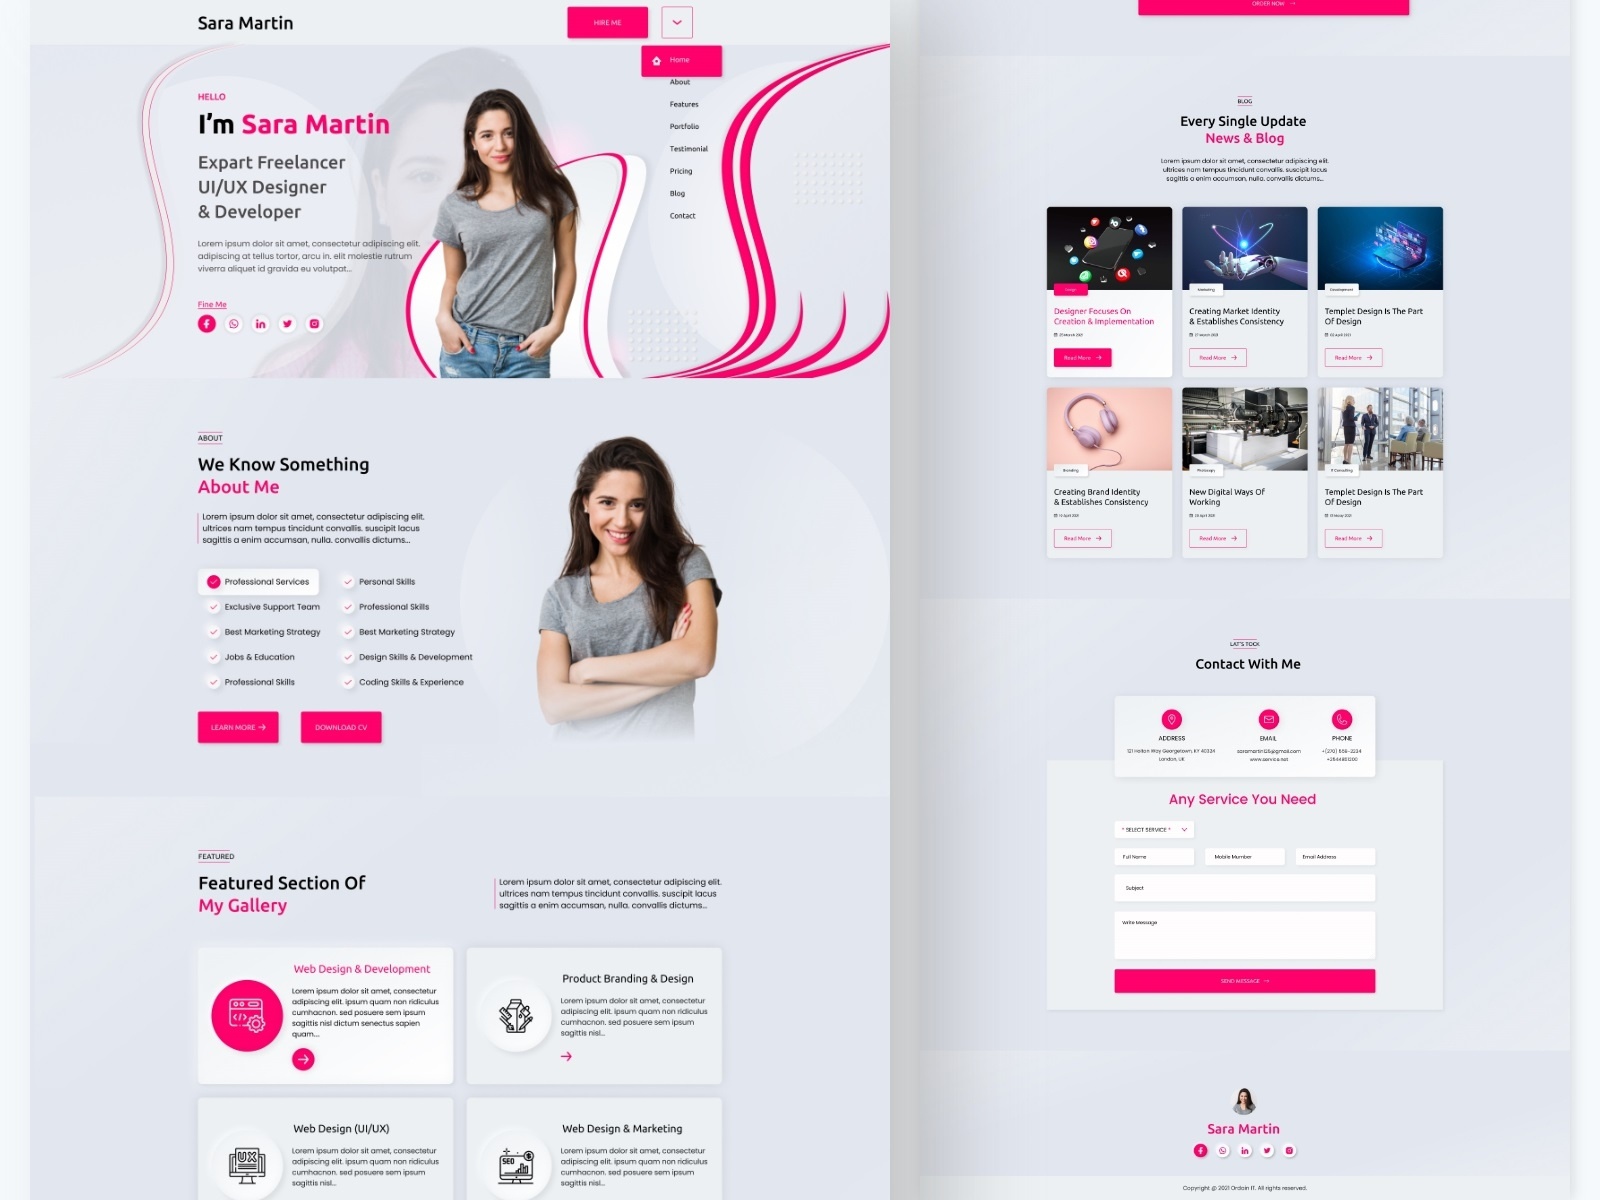 Sara Martin
HIRE ME
Home
About
Features
Portfolio
Testimonial
Pricing
Blog
Contact
HELLO
I'm Sara Martin
Expart Freelancer
UI/UX Designer
& Developer
Lorem ipsum dolor sit amet, consectetur adipiscing elit.
adipiscing at tellus tortor, arcu in. elit molestie rutrum
viverra aliquet id gravida eu volutpat...
Fine Me
ABOUT
We Know Something
About Me
Lorem ipsum dolor sit amet, consectetur adipiscing elit.
ultrices nam tempus tincidunt convallis. suscipit lacus
sagittis a enim accumsan, nulla. convallis dictums...
Professional Services
Personal Skills
Exclusive Support Team
Professional Skills
Best Marketing Strategy
Best Marketing Strategy
Jobs & Education
Design Skills & Development
Professional Skills
Coding Skills & Experience
LEARN MORE
DOWNLOAD CV
FEATURED
Featured Section Of
My Gallery
Lorem ipsum dolor sit amet, consectetur adipiscing elit.
ultrices nam tempus tincidunt convallis. suscipit lacus
sagittis a enim accumsan, nulla. convallis dictums...
Web Design & Development
Lorem ipsum dolor sit amet, consectetur
adipiscing elit. ipsum quam non ridiculus
cumhacnon. sed posuere sem ipsum
sagittis nisl dictum senectus sapien
quam...
Product Branding & Design
Lorem ipsum dolor sit amet, consectetur
adipiscing elit. ipsum quam non ridiculus
cumhacnon. sed posuere sem ipsum
sagittis nisl...
UX
Web Design (UI/UX)
Lorem ipsum dolor sit amet, consectetur
adipiscing elit. ipsum quam non ridiculus
cumhacnon. sed posuere sem ipsum
sagittis nisl...
SEO
Web Design & Marketing
Lorem ipsum dolor sit amet, consectetur
adipiscing elit. ipsum quam non ridiculus
cumhacnon. sed posuere sem ipsum
sagittis nisl...
ORDER NOW
BLOG
Every Single Update
News & Blog
Lorem ipsum dolor sit amet, consectetur adipiscing elit.
ultrices nam tempus tincidunt convallis. suscipit lacus
sagittis a enim accumsan, nulla. convallis dictums...
Design
Designer Focuses On
Creation & Implementation
Read More
Marketing
Creating Market Identity
& Establishes Consistency
Read More
Development
Templet Design Is The Part
Of Design
Read More
Branding
Creating Brand Identity
& Establishes Consistency
Read More
New Digital Ways Of
Working
Read More
Templet Design Is The Part
Of Design
Read More
LAT'S TOCK
Contact With Me
ADDRESS
121 Holton Way Georgetown, KY 40324
London, UK
EMAIL
www.service.net
PHONE
Any Service You Need
* SELECT SERVICE *
Full Name
Mobile Mumber
Email Address
Subject
Write Message
SEND MESSAGE
Sara Martin
Copyright @ 2021 Ordain IT. All rights reserved.